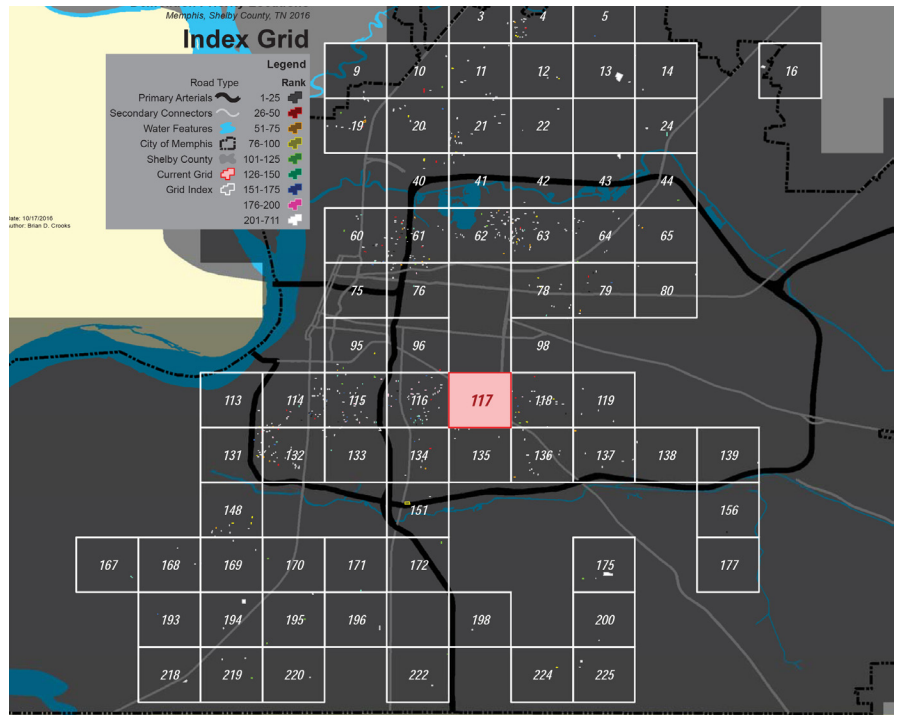 Memphis, Shelby County, TN 2016
Index Grid
Legend
Road Type Rank
Primary Arterials 1-25
Secondary Connectors 26-50
Water Features 51-75
City of Memphis 76-100
Shelby County 101-125
Current Grid 126-150
Grid Index 151-175
176-200
201-711
Date: 10/17/2016
Author: Brian D. Crooks
3 4 5
9 10 11 12 13 14 16
19 20 21 22 24
40 41 42 43 44
60 61 62 63 64 65
75 76 78 79 80
95 96 98
113 114 115 116 117 118 119
131 132 133 134 135 136 137 138 139
148 151 156
167 168 169 170 171 172 175 177
193 194 195 196 198 200
218 219 220 222 224 225